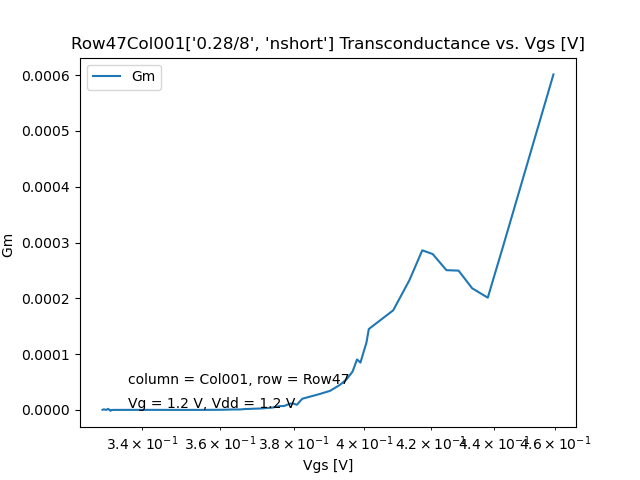 Row47Col001['0.28/8', 'nshort'] Transconductance vs. Vgs [V]
Gm
0.0006
0.0005
0.0004
0.0003
0.0002
0.0001
0.0000
Gm
column = Col001, row = Row47
Vg = 1.2 V, Vdd = 1.2 V
3.4 × 10⁻¹ 3.6 × 10⁻¹ 3.8 × 10⁻¹ 4 × 10⁻¹ 4.2 × 10⁻¹ 4.4 × 10⁻¹ 4.6 × 10⁻¹
Vgs [V]